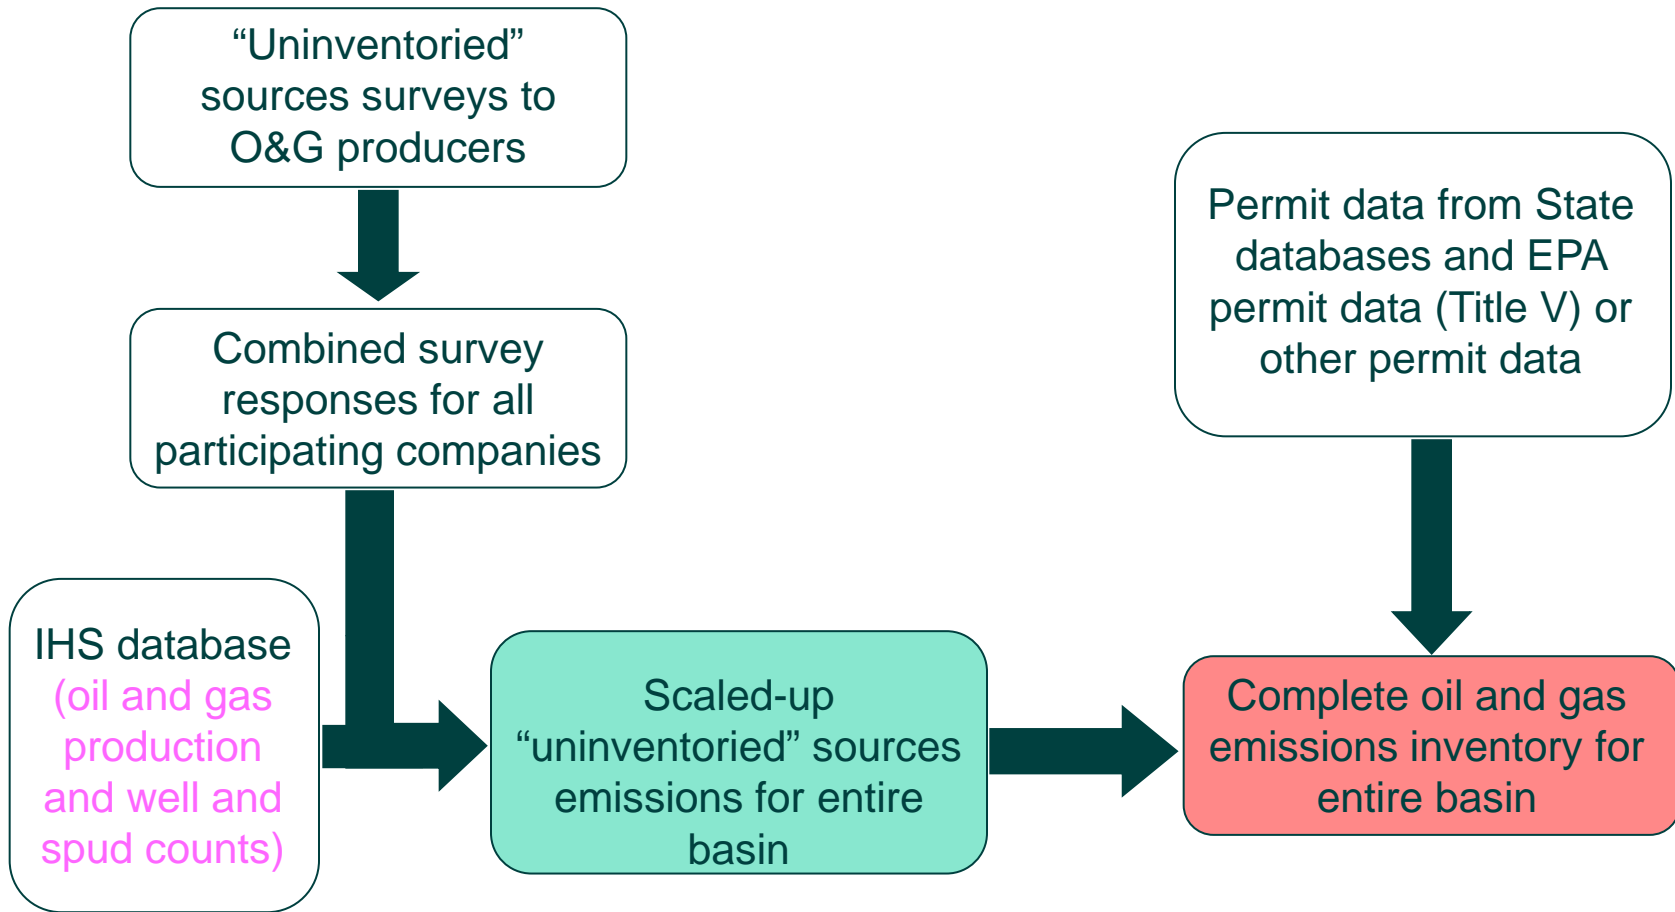 “Uninventoried”
sources surveys to
O&G producers
Combined survey
responses for all
participating companies
IHS database
(oil and gas
production
and well and
spud counts)
Scaled-up
“uninventoried” sources
emissions for entire
basin
Permit data from State
databases and EPA
permit data (Title V) or
other permit data
Complete oil and gas
emissions inventory for
entire basin